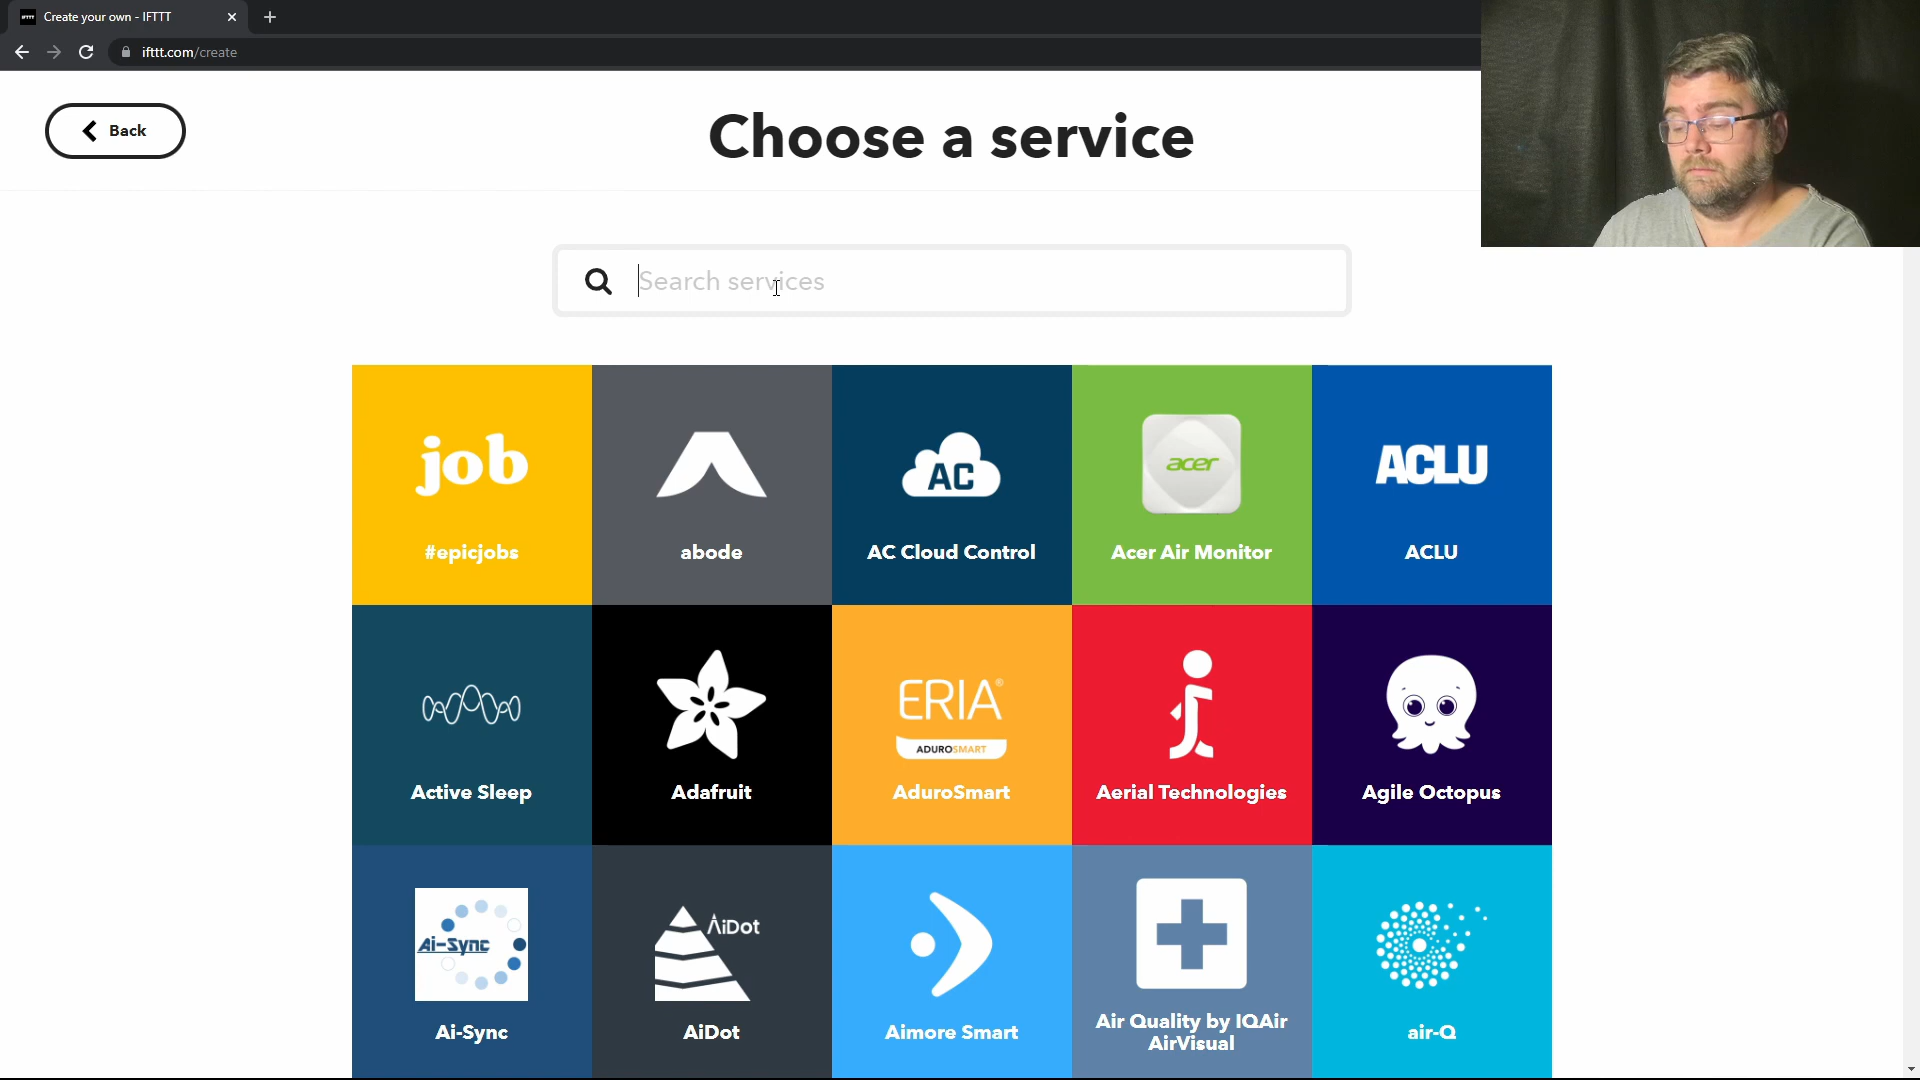 Create your own - IFTTT
ifttt.com/create
Back
Choose a service
Search services
job
#epicjobs
abode
AC
AC Cloud Control
acer
Acer Air Monitor
ACLU
ACLU
Active Sleep
Adafruit
ERIA®
ADUROSMART
AduroSmart
Aerial Technologies
Agile Octopus
Ai-Sync
Ai-Sync
AiDot
AiDot
Aimore Smart
Air Quality by IQAir
AirVisual
air-Q